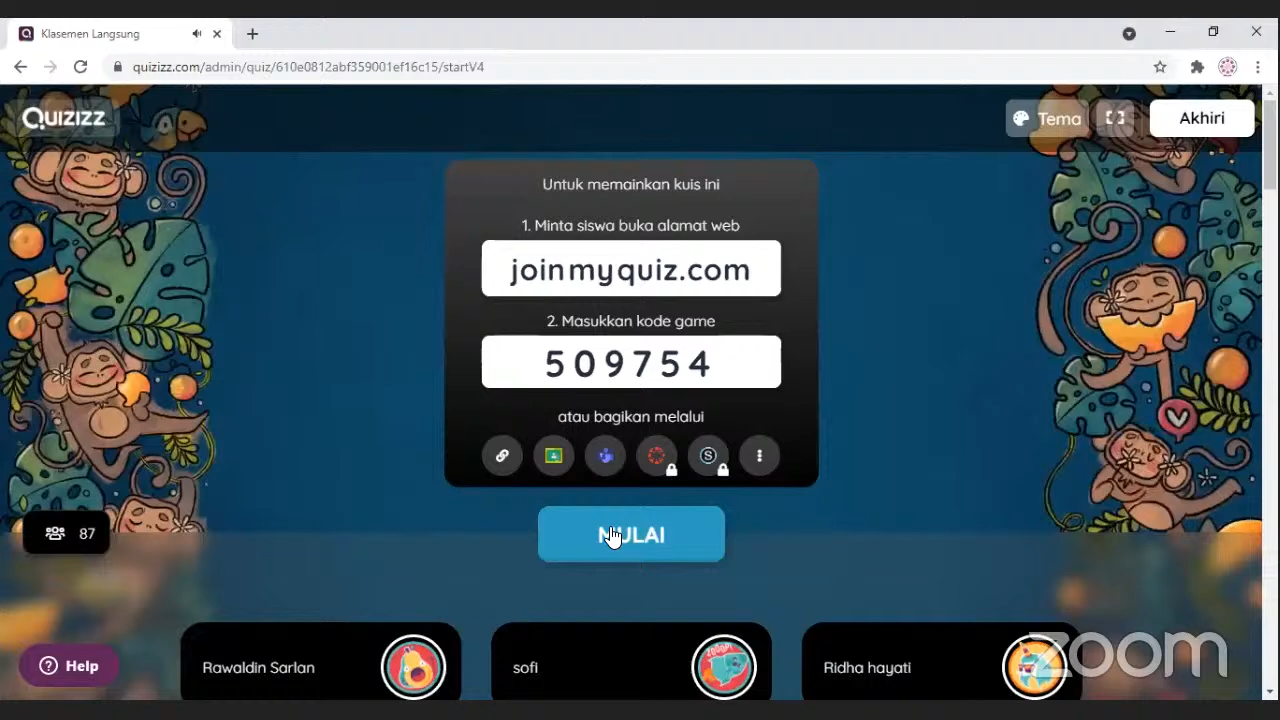 Klasemen Langsung
quizizz.com/admin/quiz/610e0812abf359001ef16c15/startV4
Quizizz
Tema
Akhiri
Untuk memainkan kuis ini
1. Minta siswa buka alamat web
joinmyquiz.com
2. Masukkan kode game
509754
atau bagikan melalui
87
MULAI
Help
Rawaldin Sarlan
sofi
Ridha hayati
zoom